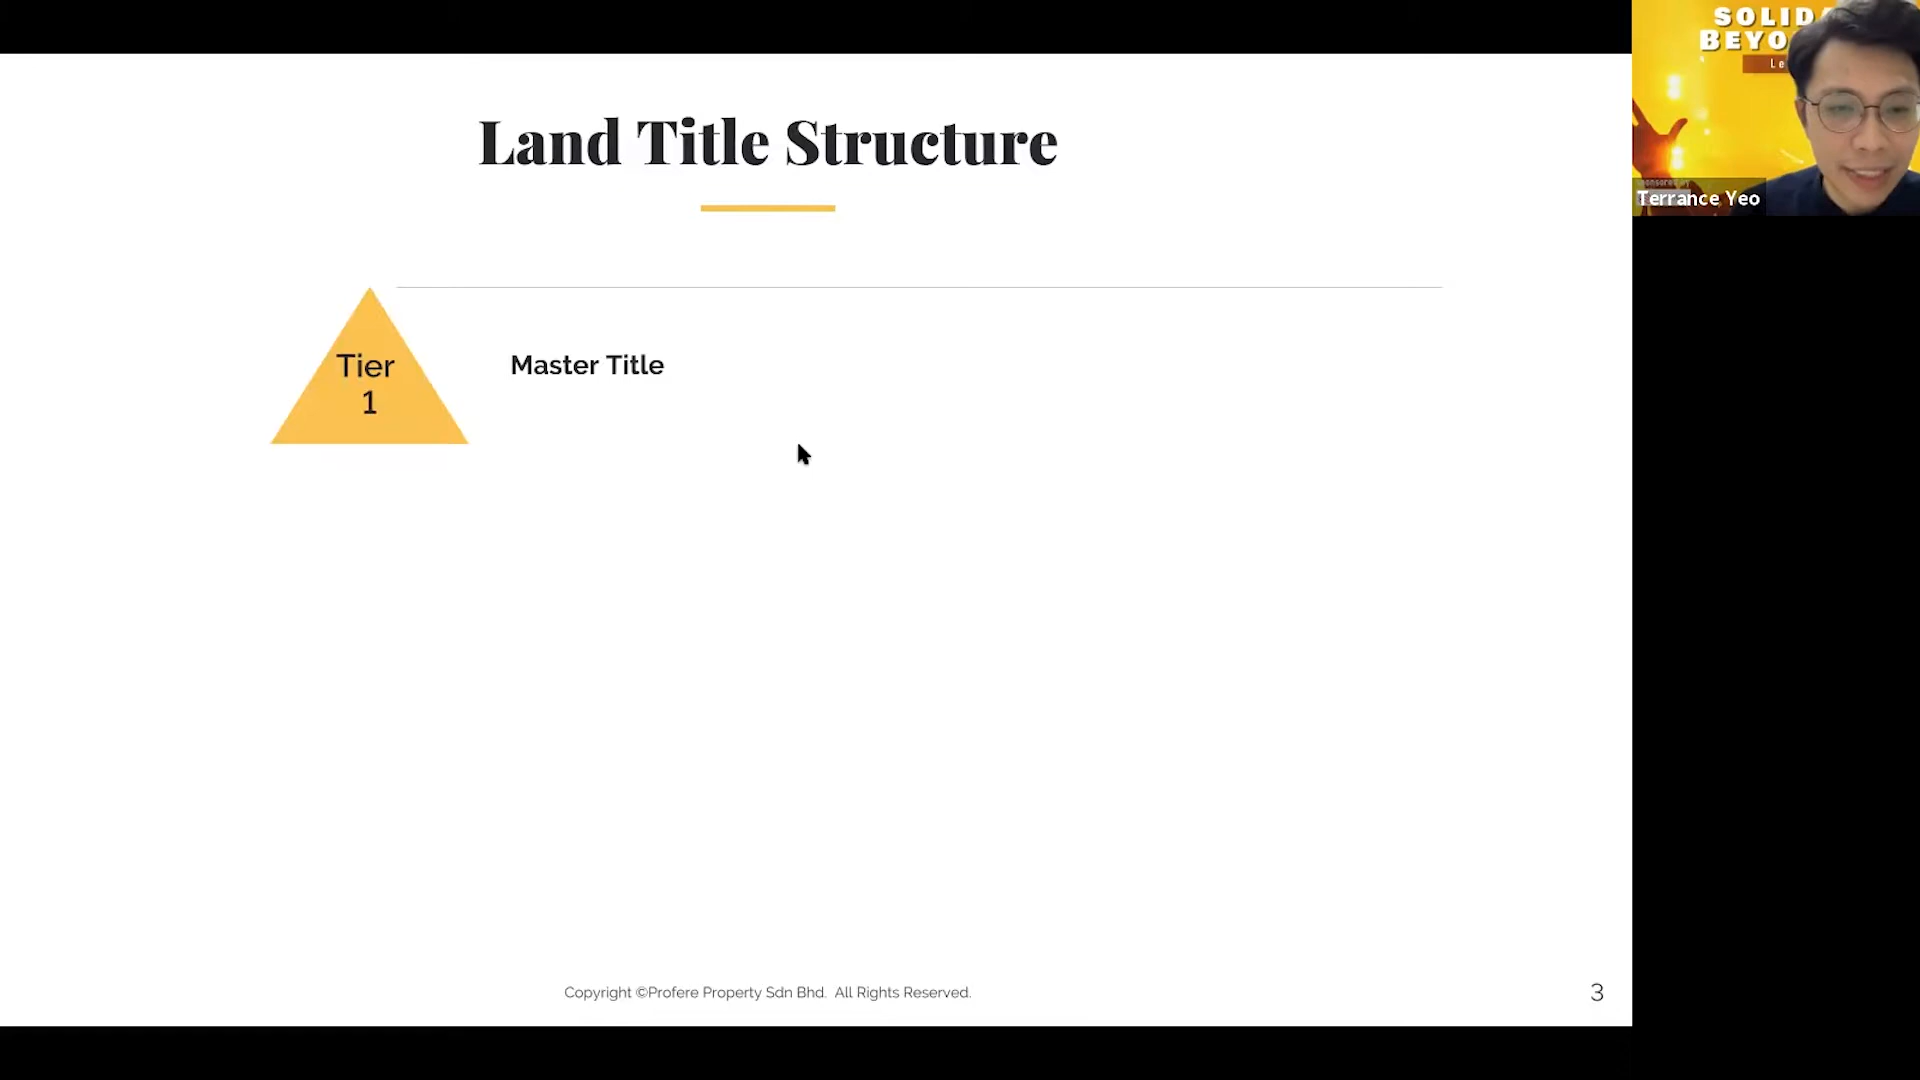 Land Title Structure
Tier
1
Master Title
Copyright ©Profere Property Sdn Bhd. All Rights Reserved.
3
SOLID
BEYO
Le
Terrance Yeo